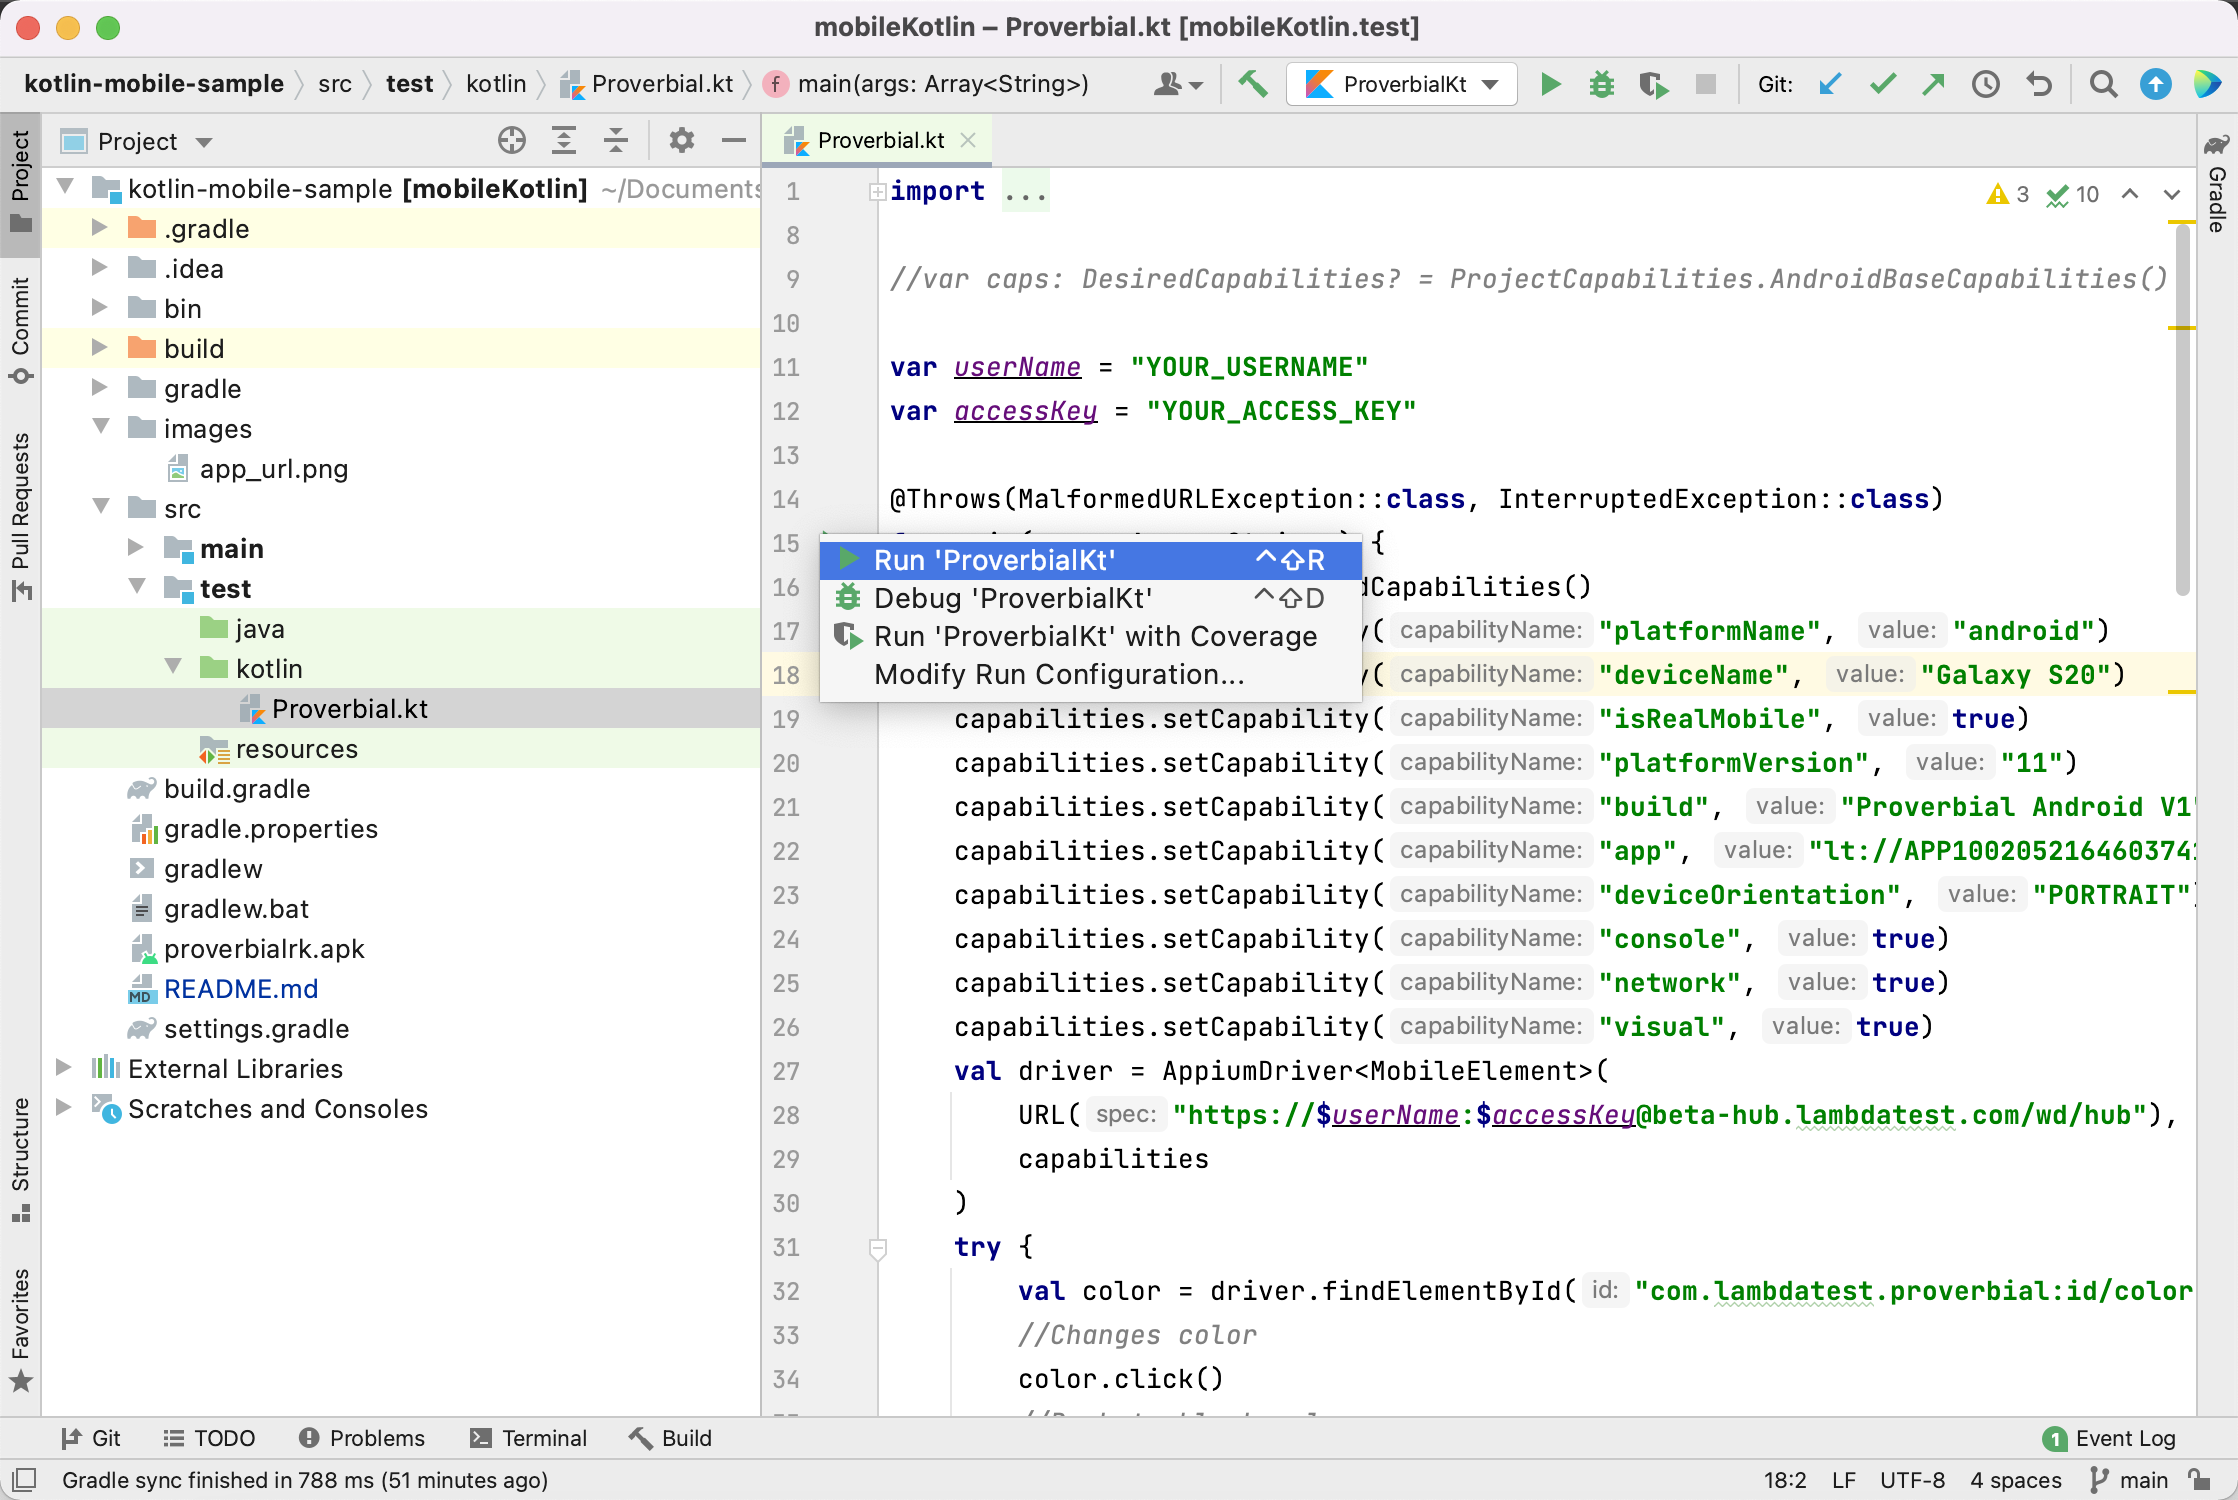 mobileKotlin – Proverbial.kt [mobileKotlin.test]
kotlin-mobile-sample src test kotlin Proverbial.kt f main(args: Array<String>) ProverbialKt Git:
Project
Proverbial.kt
Project
Commit
Pull Requests
Structure
Favorites
kotlin-mobile-sample [mobileKotlin] ~/Documents
.gradle
.idea
bin
build
gradle
images
app_url.png
src
main
test
java
kotlin
Proverbial.kt
resources
build.gradle
gradle.properties
gradlew
gradlew.bat
proverbialrk.apk
MD README.md
settings.gradle
External Libraries
Scratches and Consoles
1 import ...
3 10
8
9 //var caps: DesiredCapabilities? = ProjectCapabilities.AndroidBaseCapabilities()
10
11 var userName = "YOUR_USERNAME"
12 var accessKey = "YOUR_ACCESS_KEY"
13
14 @Throws(MalformedURLException::class, InterruptedException::class)
15 {
Run 'ProverbialKt' ^⇧R
Debug 'ProverbialKt' ^⇧D
Run 'ProverbialKt' with Coverage
Modify Run Configuration...
16 dCapabilities()
17 y( capabilityName: "platformName", value: "android")
18 y( capabilityName: "deviceName", value: "Galaxy S20")
19 capabilities.setCapability( capabilityName: "isRealMobile", value: true)
20 capabilities.setCapability( capabilityName: "platformVersion", value: "11")
21 capabilities.setCapability( capabilityName: "build", value: "Proverbial Android V1"
22 capabilities.setCapability( capabilityName: "app", value: "lt://APP100205216460374
23 capabilities.setCapability( capabilityName: "deviceOrientation", value: "PORTRAIT")
24 capabilities.setCapability( capabilityName: "console", value: true)
25 capabilities.setCapability( capabilityName: "network", value: true)
26 capabilities.setCapability( capabilityName: "visual", value: true)
27 val driver = AppiumDriver<MobileElement>(
28 URL( spec: "https://$userName:$accessKey@beta-hub.lambdatest.com/wd/hub"),
29 capabilities
30 )
31 try {
32 val color = driver.findElementById( id: "com.lambdatest.proverbial:id/color
33 //Changes color
34 color.click()
Gradle
Git TODO Problems Terminal Build 1 Event Log
Gradle sync finished in 788 ms (51 minutes ago) 18:2 LF UTF-8 4 spaces main